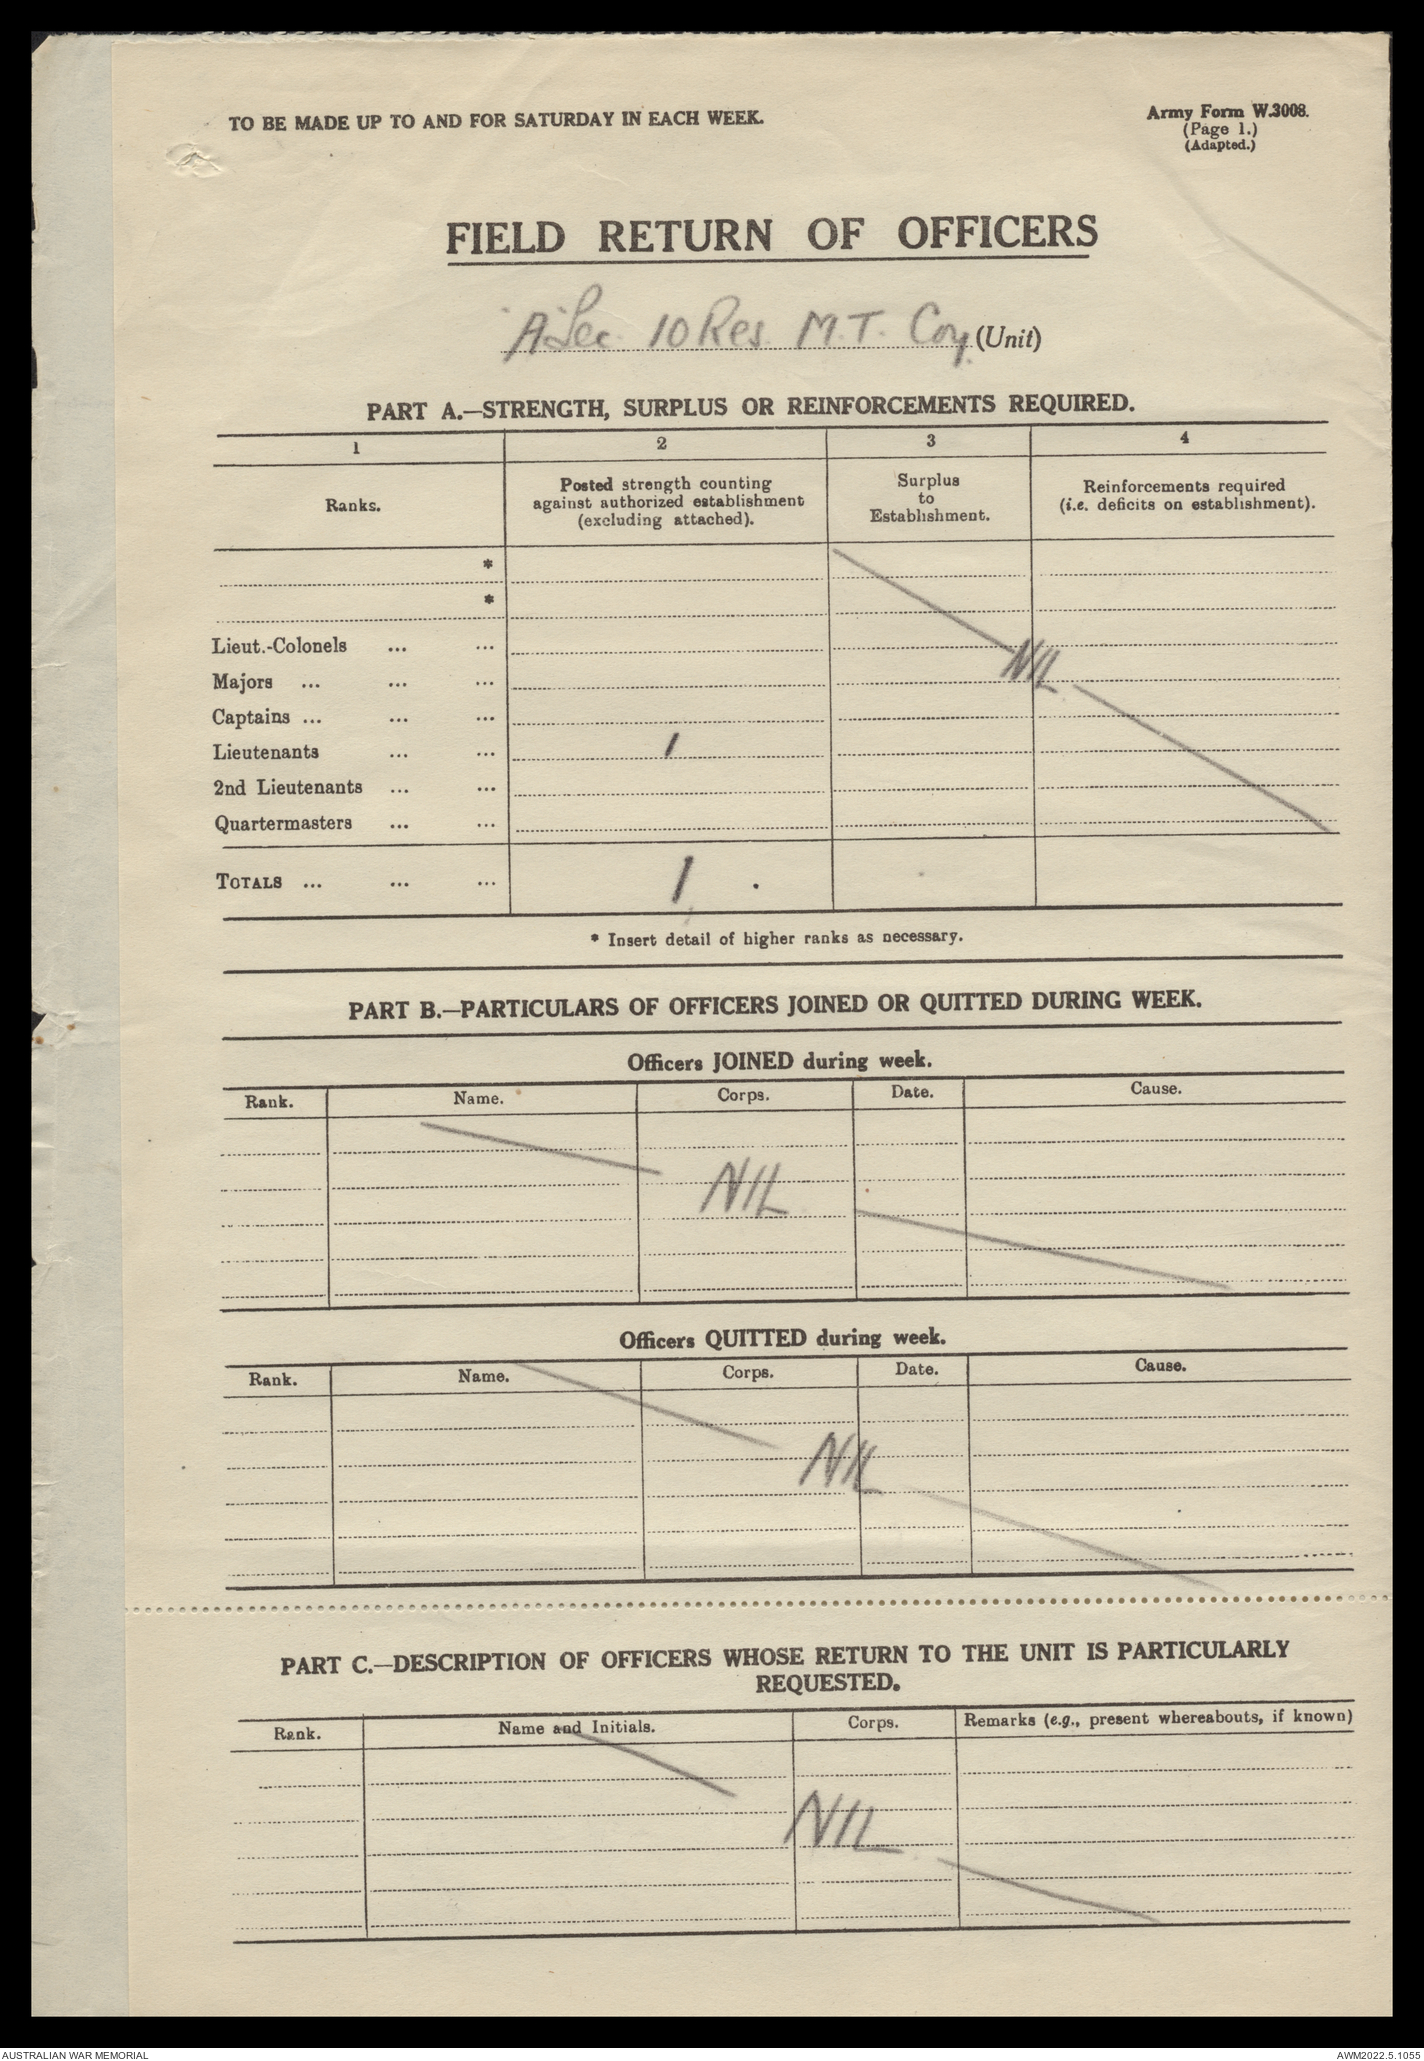 TO BE MADE UP TO AND FOR SATURDAY IN EACH WEEK.
Army Form W.3008.
(Page 1.)
(Adapted.)
FIELD RETURN OF OFFICERS
"A" Sec. 10 Res. M.T. Coy. (Unit)
PART A.—STRENGTH, SURPLUS OR REINFORCEMENTS REQUIRED.
1 2 3 4
Ranks. Posted strength counting against authorized establishment (excluding attached). Surplus to Establishment. Reinforcements required (i.e. deficits on establishment).
*
*
Lieut.-Colonels ... ...
NIL
Majors ... ... ...
Captains ... ... ...
Lieutenants ... ... 1
2nd Lieutenants ... ...
Quartermasters ... ...
TOTALS ... ... ... 1 .
* Insert detail of higher ranks as necessary.
PART B.—PARTICULARS OF OFFICERS JOINED OR QUITTED DURING WEEK.
Officers JOINED during week.
Rank. Name. Corps. Date. Cause.
NIL
Officers QUITTED during week.
Rank. Name. Corps. Date. Cause.
NIL
PART C.—DESCRIPTION OF OFFICERS WHOSE RETURN TO THE UNIT IS PARTICULARLY
REQUESTED.
Rank. Name and Initials. Corps. Remarks (e.g., present whereabouts, if known)
NIL
AUSTRALIAN WAR MEMORIAL AWM2022.5.1055